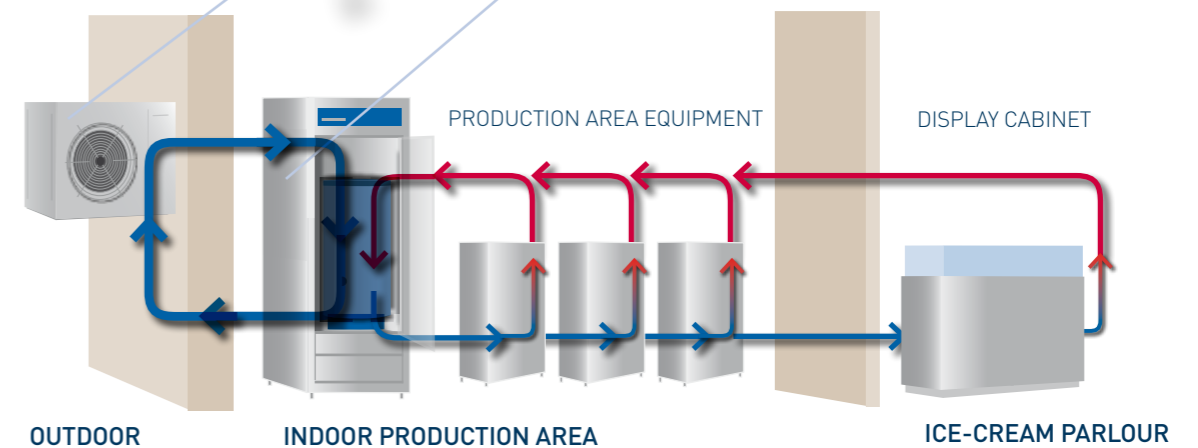 PRODUCTION AREA EQUIPMENT
DISPLAY CABINET
OUTDOOR
INDOOR PRODUCTION AREA
ICE-CREAM PARLOUR